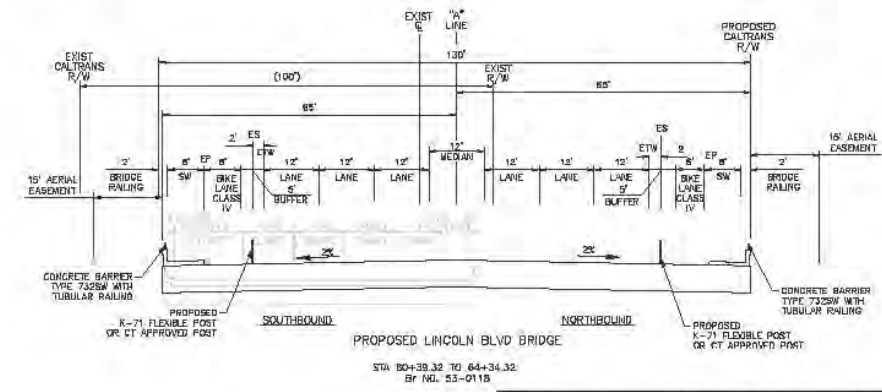 EXIST
℄
"A"
LINE
PROPOSED
CALTRANS
R/W
EXIST
CALTRANS
R/W
130'
(100')
EXIST
R/W
65'
65'
ES
2'
ETW
12'
MEDIAN
ES
ETW
2
15' AERIAL
EASEMENT
2'
BRIDGE
RAILING
SW
EP
BIKE
LANE
CLASS
IV
5'
BUFFER
12'
LANE
12'
LANE
12'
LANE
12'
LANE
12'
LANE
12'
LANE
5'
BUFFER
BIKE
LANE
CLASS
IV
EP
SW
2'
BRIDGE
RAILING
15' AERIAL
EASEMENT
2%
2%
CONCRETE BARRIER
TYPE 732SW WITH
TUBULAR RAILING
PROPOSED
K-71 FLEXIBLE POST
OR CT APPROVED POST
SOUTHBOUND
NORTHBOUND
PROPOSED
K-71 FLEXIBLE POST
OR CT APPROVED POST
CONCRETE BARRIER
TYPE 732SW WITH
TUBULAR RAILING
PROPOSED LINCOLN BLVD BRIDGE
STA 60+39.32 TO 64+34.32
Br NO. 53-0118